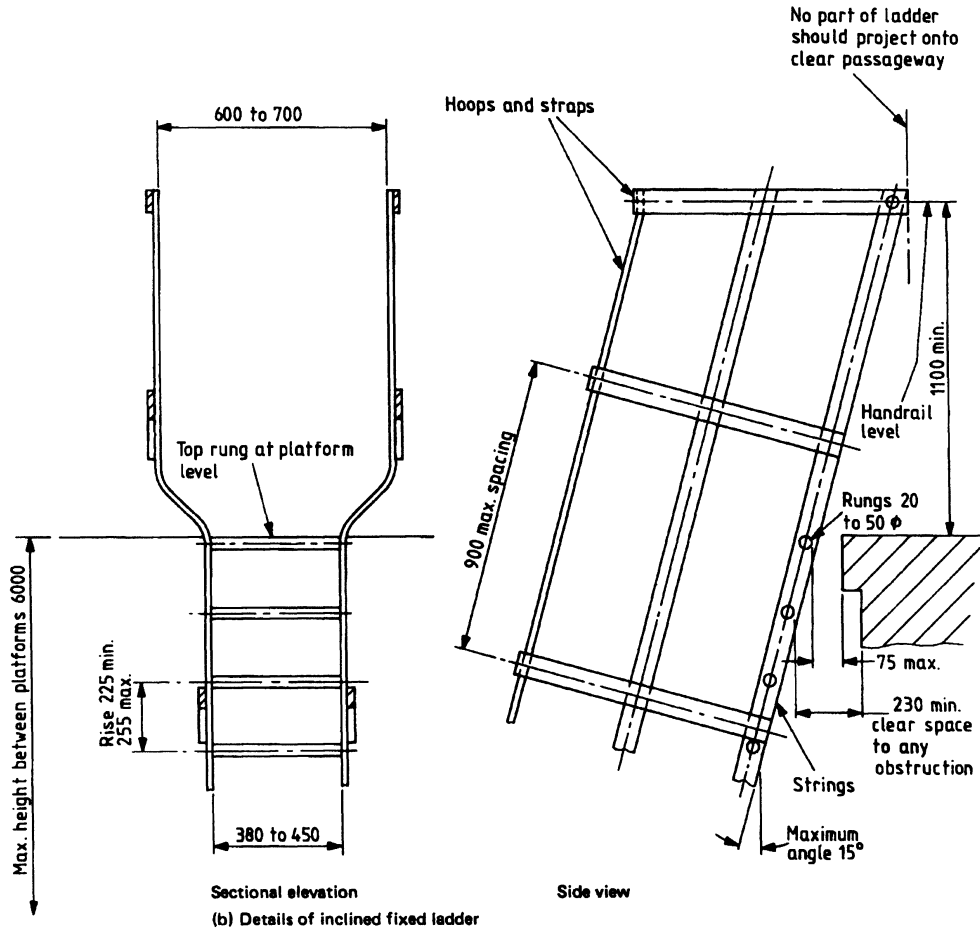 No part of ladder
should project onto
clear passageway
600 to 700
Hoops and straps
Top rung at platform
level
900 max. spacing
Handrail
level
1100 min.
Rungs 20
to 50 ϕ
Max. height between platforms 6000
Rise 225 min.
255 max.
75 max.
230 min.
clear space
to any
obstruction
Strings
380 to 450
Maximum
angle 15°
Sectional elevation
Side view
(b) Details of inclined fixed ladder